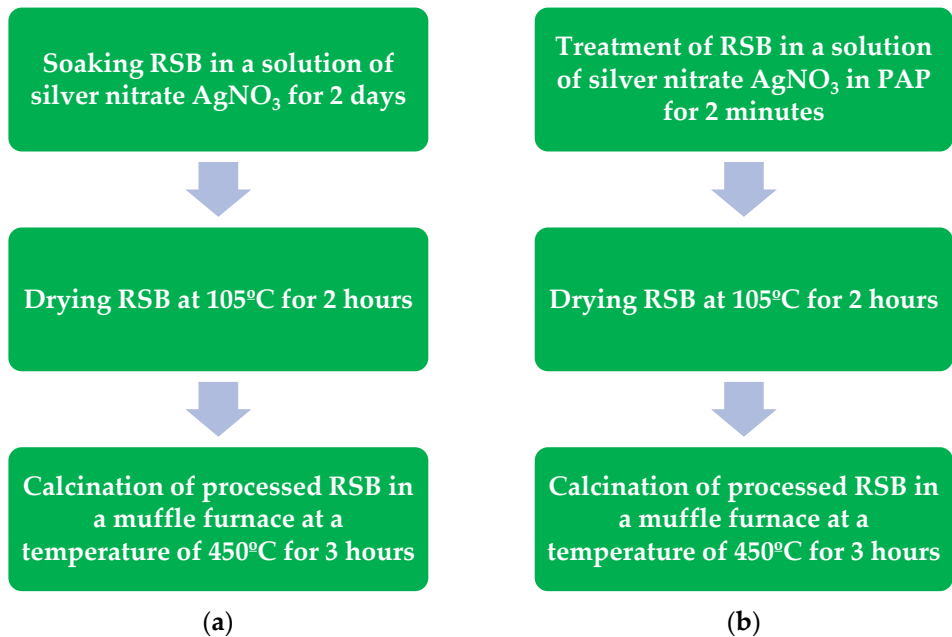 Soaking RSB in a solution of
silver nitrate AgNO₃ for 2 days
Drying RSB at 105ºC for 2 hours
Calcination of processed RSB in
a muffle furnace at a
temperature of 450ºC for 3 hours
(a)
Treatment of RSB in a solution
of silver nitrate AgNO₃ in PAP
for 2 minutes
Drying RSB at 105ºC for 2 hours
Calcination of processed RSB in
a muffle furnace at a
temperature of 450ºC for 3 hours
(b)